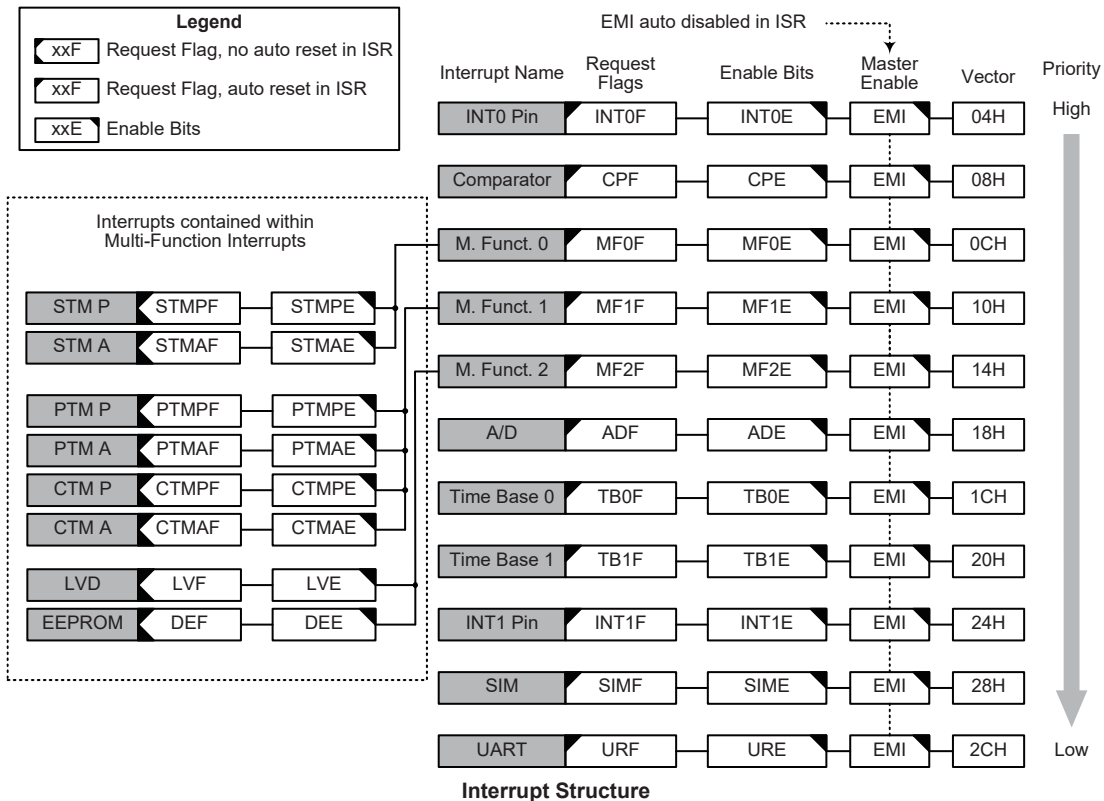 Legend
xxF Request Flag, no auto reset in ISR
xxF Request Flag, auto reset in ISR
xxE Enable Bits
EMI auto disabled in ISR
Interrupt Name Request Flags Enable Bits Master Enable Vector Priority
INT0 Pin INT0F INT0E EMI 04H High
Comparator CPF CPE EMI 08H
M. Funct. 0 MF0F MF0E EMI 0CH
M. Funct. 1 MF1F MF1E EMI 10H
M. Funct. 2 MF2F MF2E EMI 14H
A/D ADF ADE EMI 18H
Time Base 0 TB0F TB0E EMI 1CH
Time Base 1 TB1F TB1E EMI 20H
INT1 Pin INT1F INT1E EMI 24H
SIM SIMF SIME EMI 28H
UART URF URE EMI 2CH Low
Interrupts contained within
Multi-Function Interrupts
STM P STMPF STMPE
STM A STMAF STMAE
PTM P PTMPF PTMPE
PTM A PTMAF PTMAE
CTM P CTMPF CTMPE
CTM A CTMAF CTMAE
LVD LVF LVE
EEPROM DEF DEE
Interrupt Structure